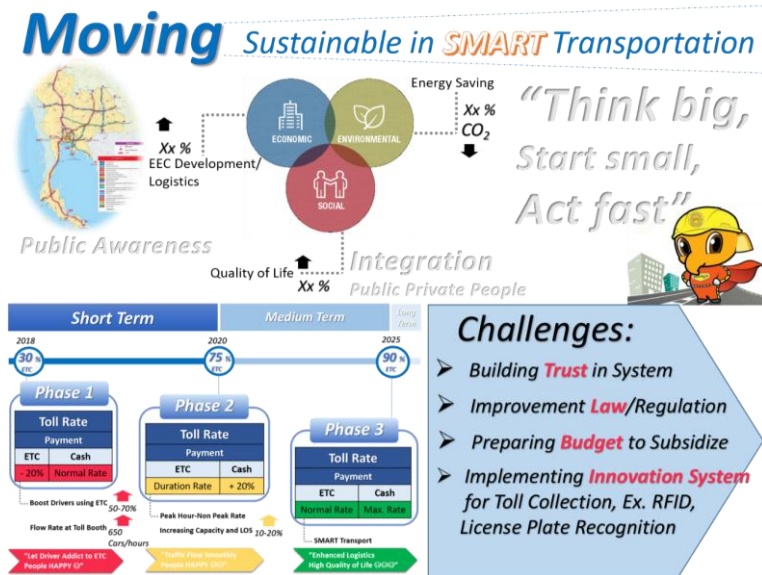 Moving Sustainable in SMART Transportation
Energy Saving
Xx %
CO2
Xx %
EEC Development/
Logistics
ECONOMIC
ENVIRONMENTAL
SOCIAL
"Think big,
Start small,
Act fast"
Public Awareness
Quality of Life
Xx %
Integration
Public Private People
Short Term
Medium Term
Long
Term
2018
2020
2025
30 %
ETC
75 %
ETC
90 %
ETC
Phase 1
Toll Rate
Payment
ETC Cash
- 20% Normal Rate
Boost Drivers using ETC
50-70%
Flow Rate at Toll Booth
650
Cars/hours
"Let Driver Addict to ETC
People HAPPY ☺"
Phase 2
Toll Rate
Payment
ETC Cash
Duration Rate + 20%
Peak Hour-Non Peak Rate
Increasing Capacity and LOS
10-20%
"Traffic Flow Smoothly
People HAPPY ☺☺"
Phase 3
Toll Rate
Payment
ETC Cash
Normal Rate Max. Rate
SMART Transport
"Enhanced Logistics
High Quality of Life ☺☺☺"
Challenges:
➢ Building Trust in System
➢ Improvement Law/Regulation
➢ Preparing Budget to Subsidize
➢ Implementing Innovation System
for Toll Collection, Ex. RFID,
License Plate Recognition